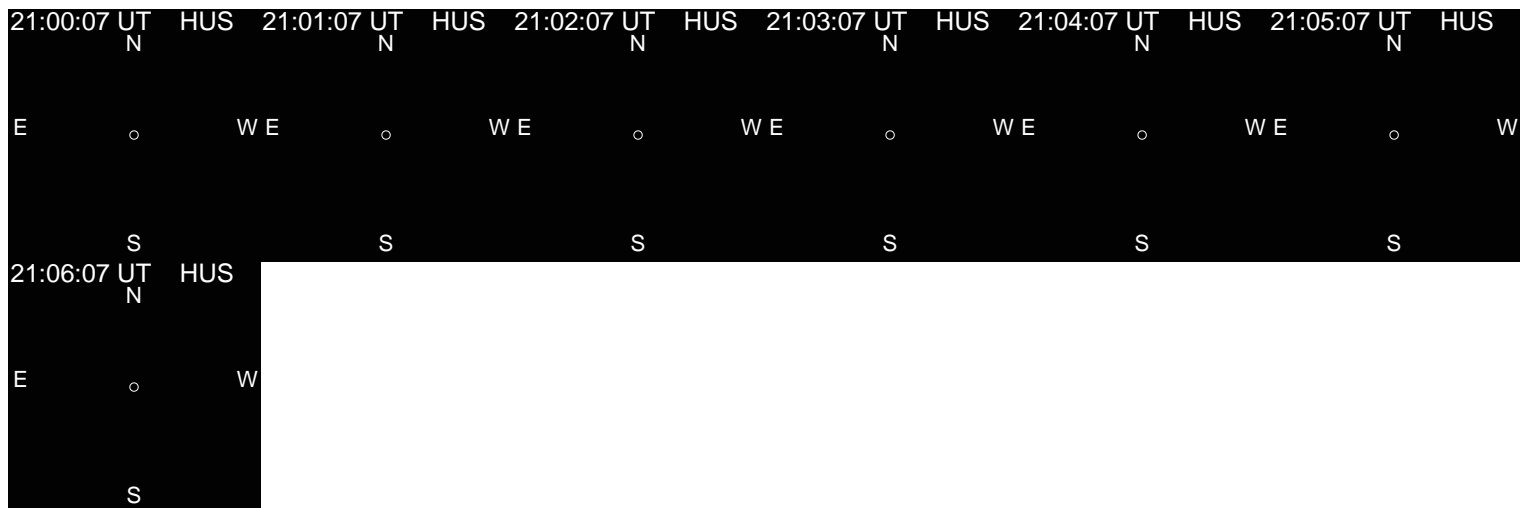 21:00:07 UT HUS 21:01:07 UT HUS 21:02:07 UT HUS 21:03:07 UT HUS 21:04:07 UT HUS 21:05:07 UT HUS
N N N N N N
E W E W E W E W E W E W
S S S S S S
21:06:07 UT HUS
N
E W
S